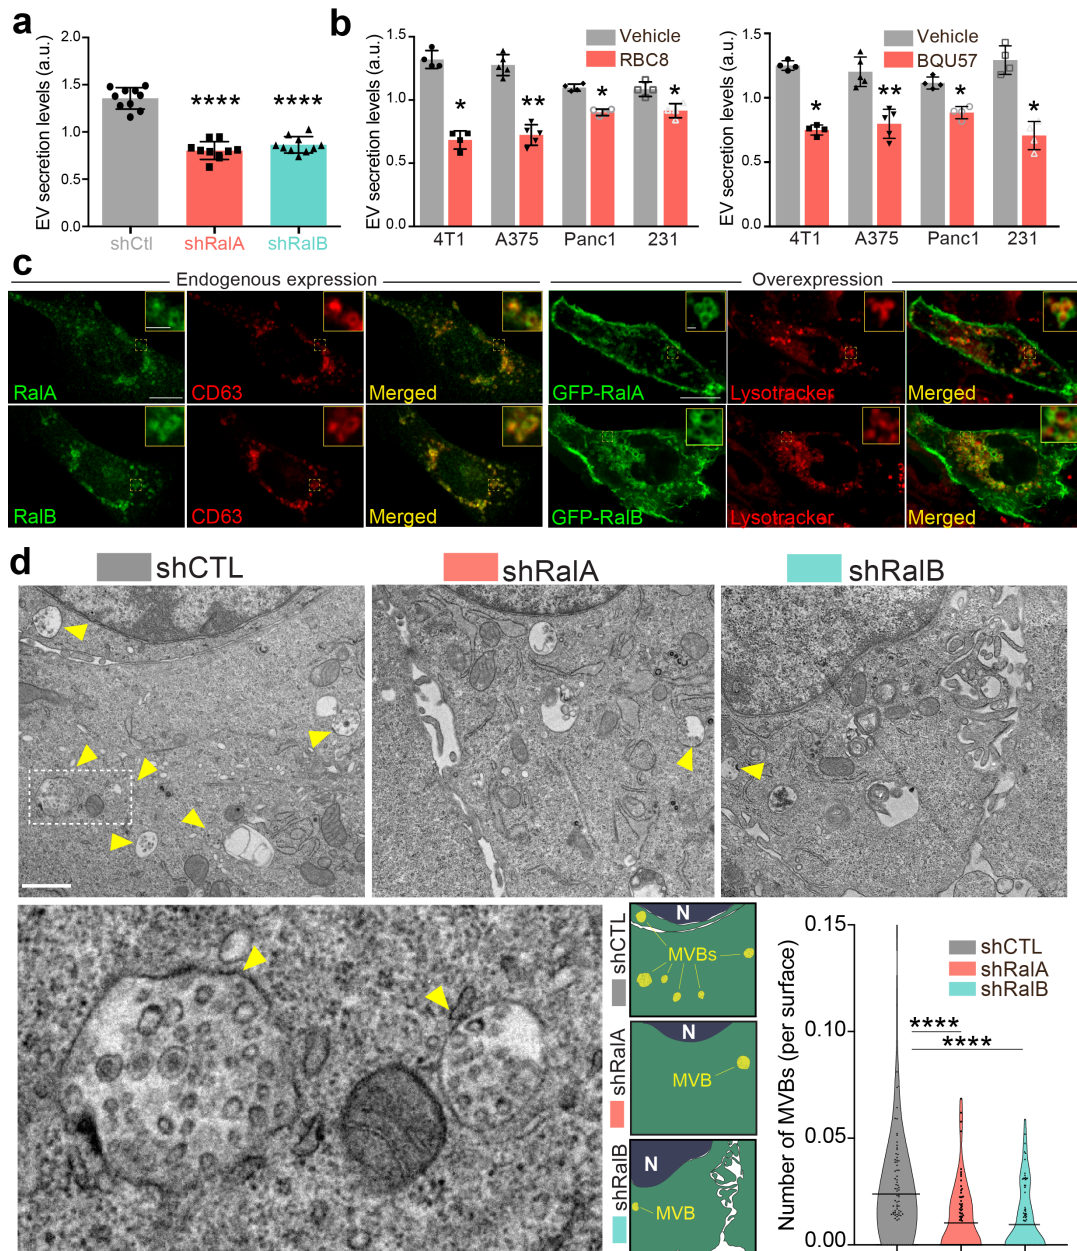 a
EV secretion levels (a.u.)
2.0
1.5
1.0
0.5
0.0
****
****
shCtl
shRalA
shRalB
b
EV secretion levels (a.u.)
1.5
1.0
0.5
0.0
Vehicle
RBC8
*
**
*
*
4T1
A375
Panc1
231
EV secretion levels (a.u.)
1.5
1.0
0.5
0.0
Vehicle
BQU57
*
**
*
*
4T1
A375
Panc1
231
c
Endogenous expression
Overexpression
RalA
CD63
Merged
GFP-RalA
Lysotracker
Merged
RalB
CD63
Merged
GFP-RalB
Lysotracker
Merged
d
shCTL
shRalA
shRalB
shCTL
N
MVBs
shRalA
N
MVB
shRalB
N
MVB
Number of MVBs (per surface)
0.15
0.10
0.05
0.00
shCTL
shRalA
shRalB
****
****